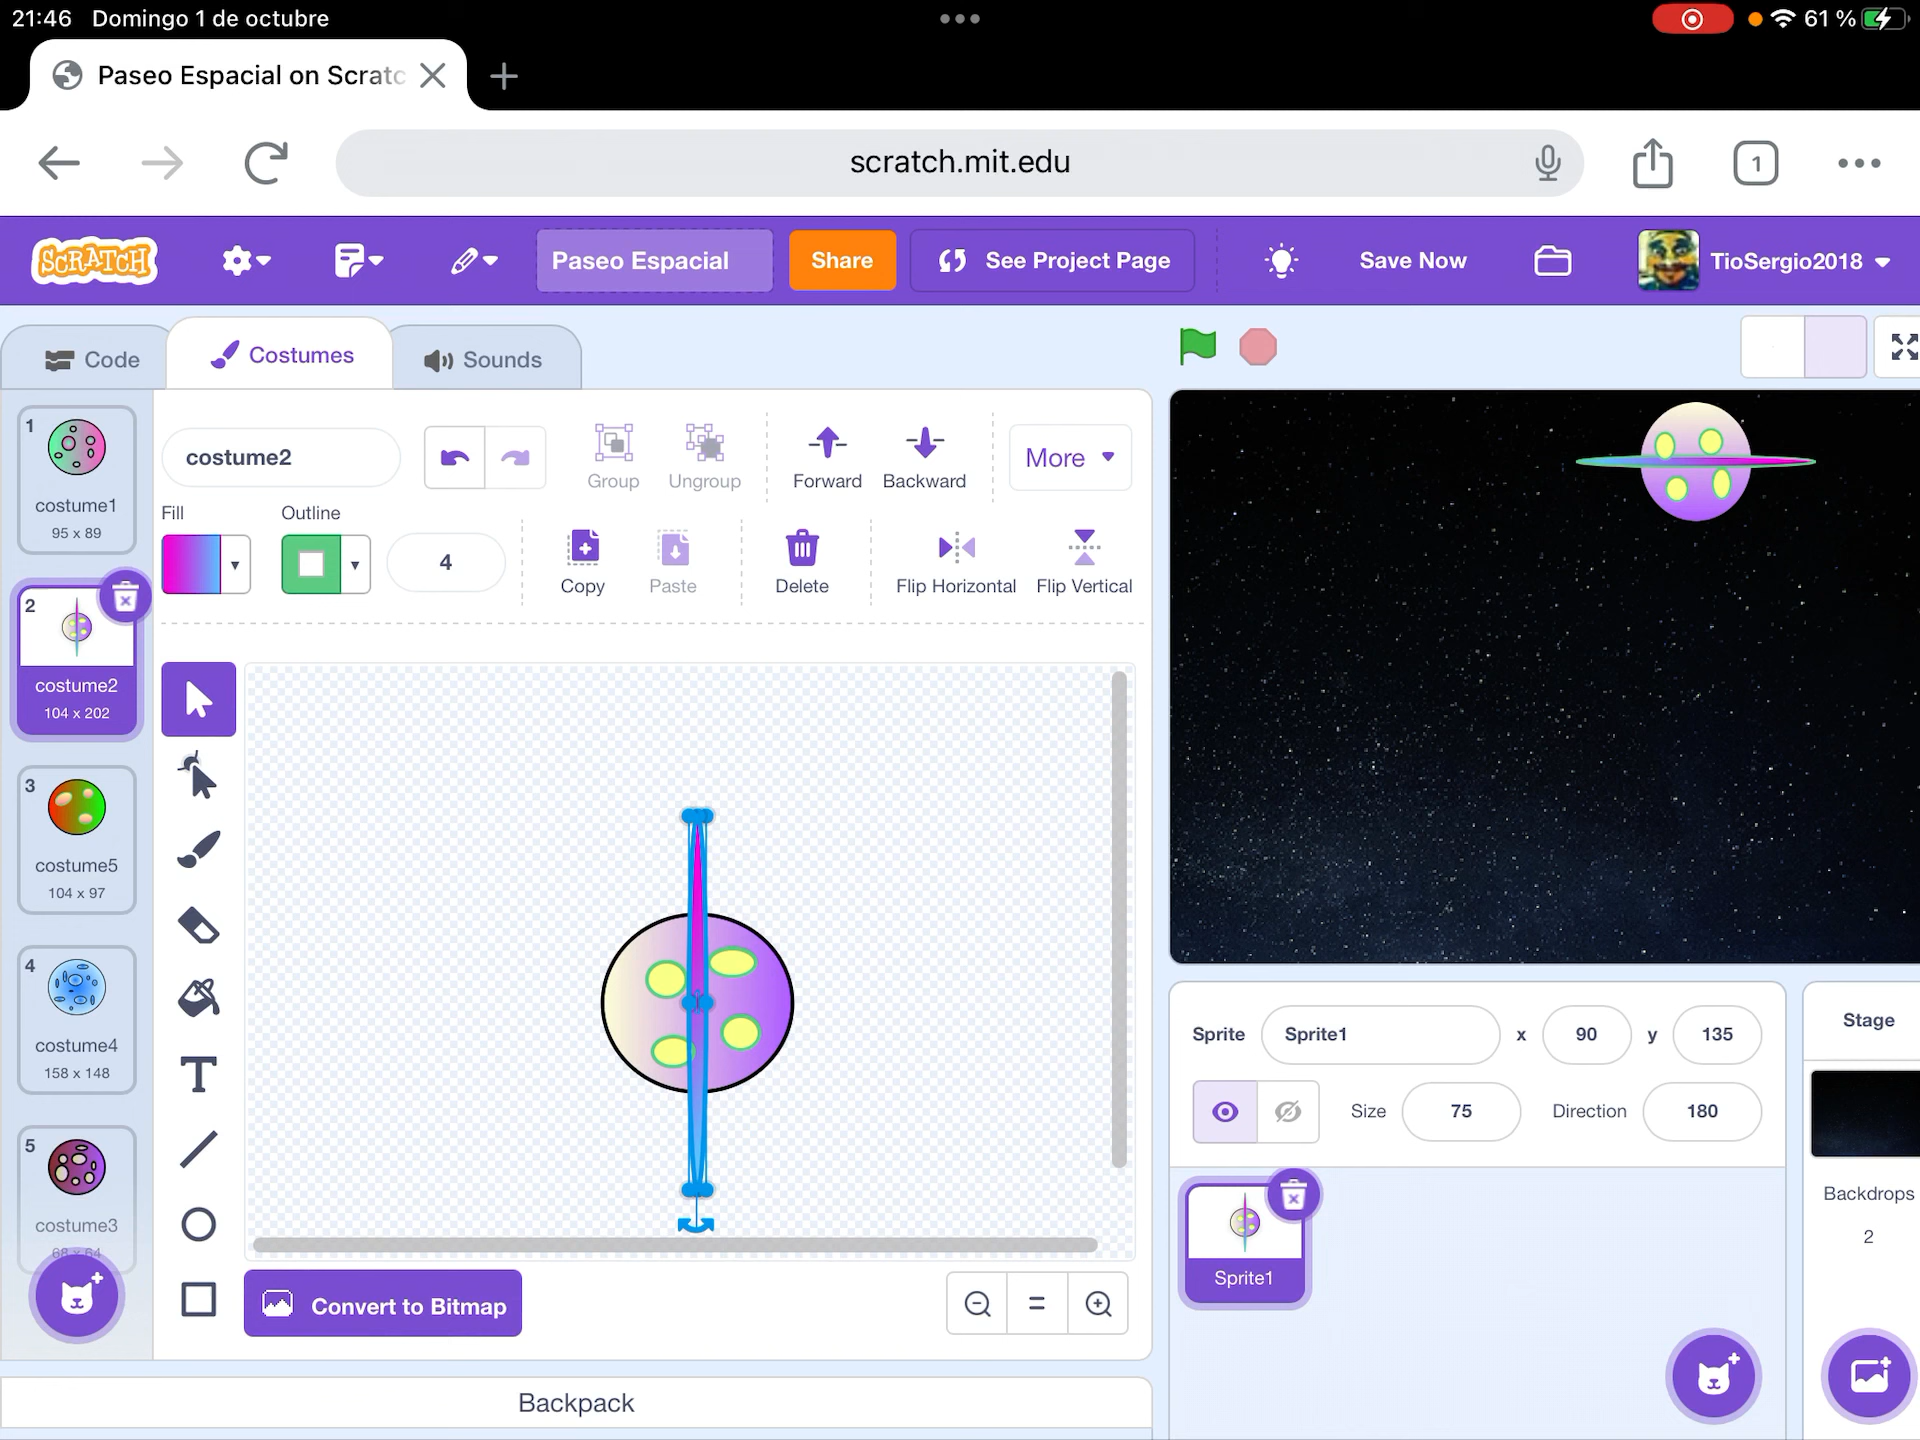 21:46 Domingo 1 de octubre
61 %
Paseo Espacial on Scratc
scratch.mit.edu
1
SCRATCH
Paseo Espacial
Share
See Project Page
Save Now
TioSergio2018
Code
Costumes
Sounds
1
costume1
95 x 89
2
costume2
104 x 202
3
costume5
104 x 97
4
costume4
158 x 148
5
costume3
68 x 64
costume2
Group
Ungroup
Forward
Backward
More
Fill
Outline
4
Copy
Paste
Delete
Flip Horizontal
Flip Vertical
T
Convert to Bitmap
=
Backpack
Sprite Sprite1 x 90 y 135
Size 75 Direction 180
Sprite1
Stage
Backdrops
2